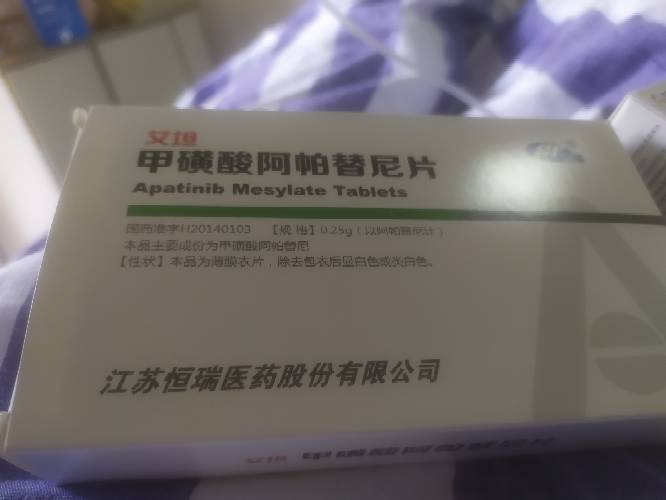 艾坦
甲磺酸阿帕替尼片
Apatinib Mesylate Tablets
国药准字H20140103 【规格】0.25g（以阿帕替尼计）
本品主要成份为甲磺酸阿帕替尼
【性状】本品为薄膜衣片，除去包衣后显白色或类白色。
江苏恒瑞医药股份有限公司
艾坦 甲磺酸阿帕替尼片